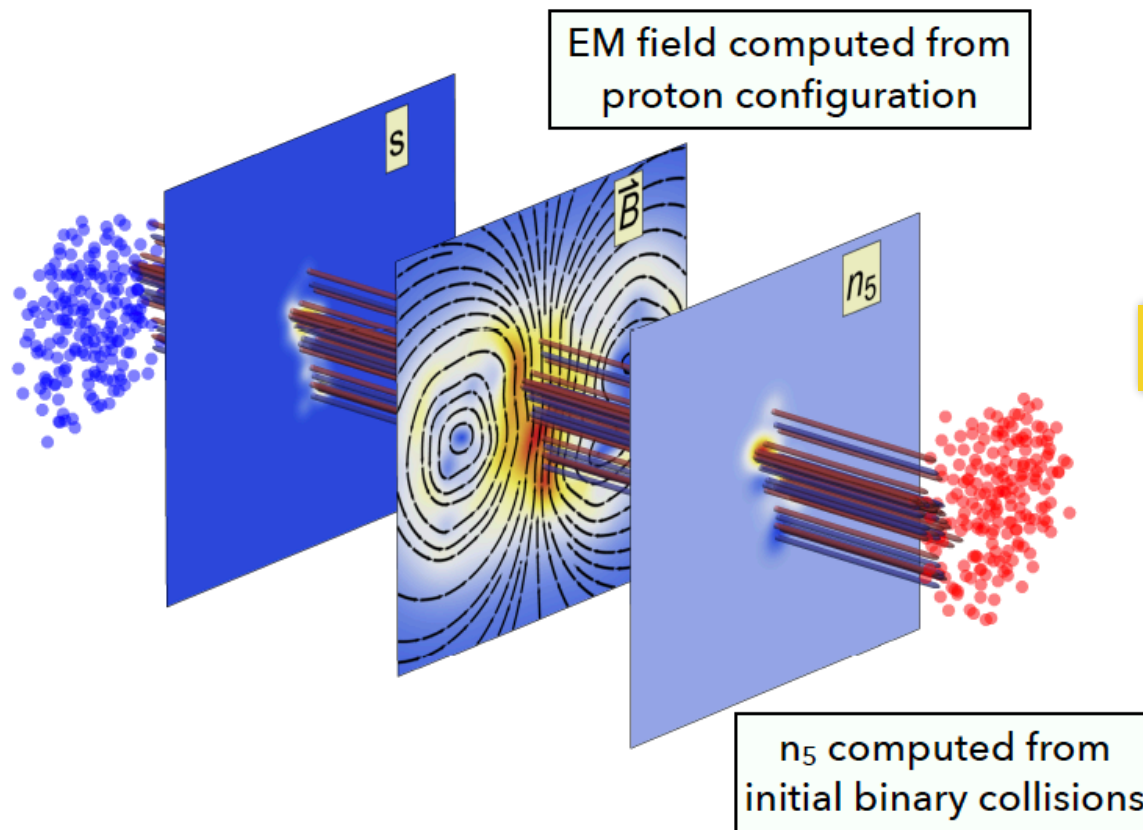 EM field computed from
proton configuration
s
B⃗
n₅
n₅ computed from
initial binary collisions